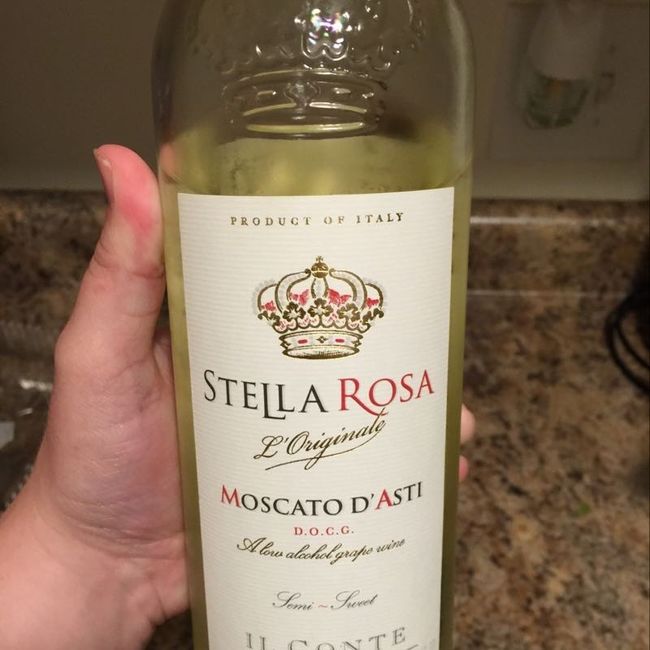 PRODUCT OF ITALY
STELLA ROSA
L'Originale
MOSCATO D'ASTI
D.O.C.G.
A low alcohol grape wine
Semi ~ Sweet
IL CONTE